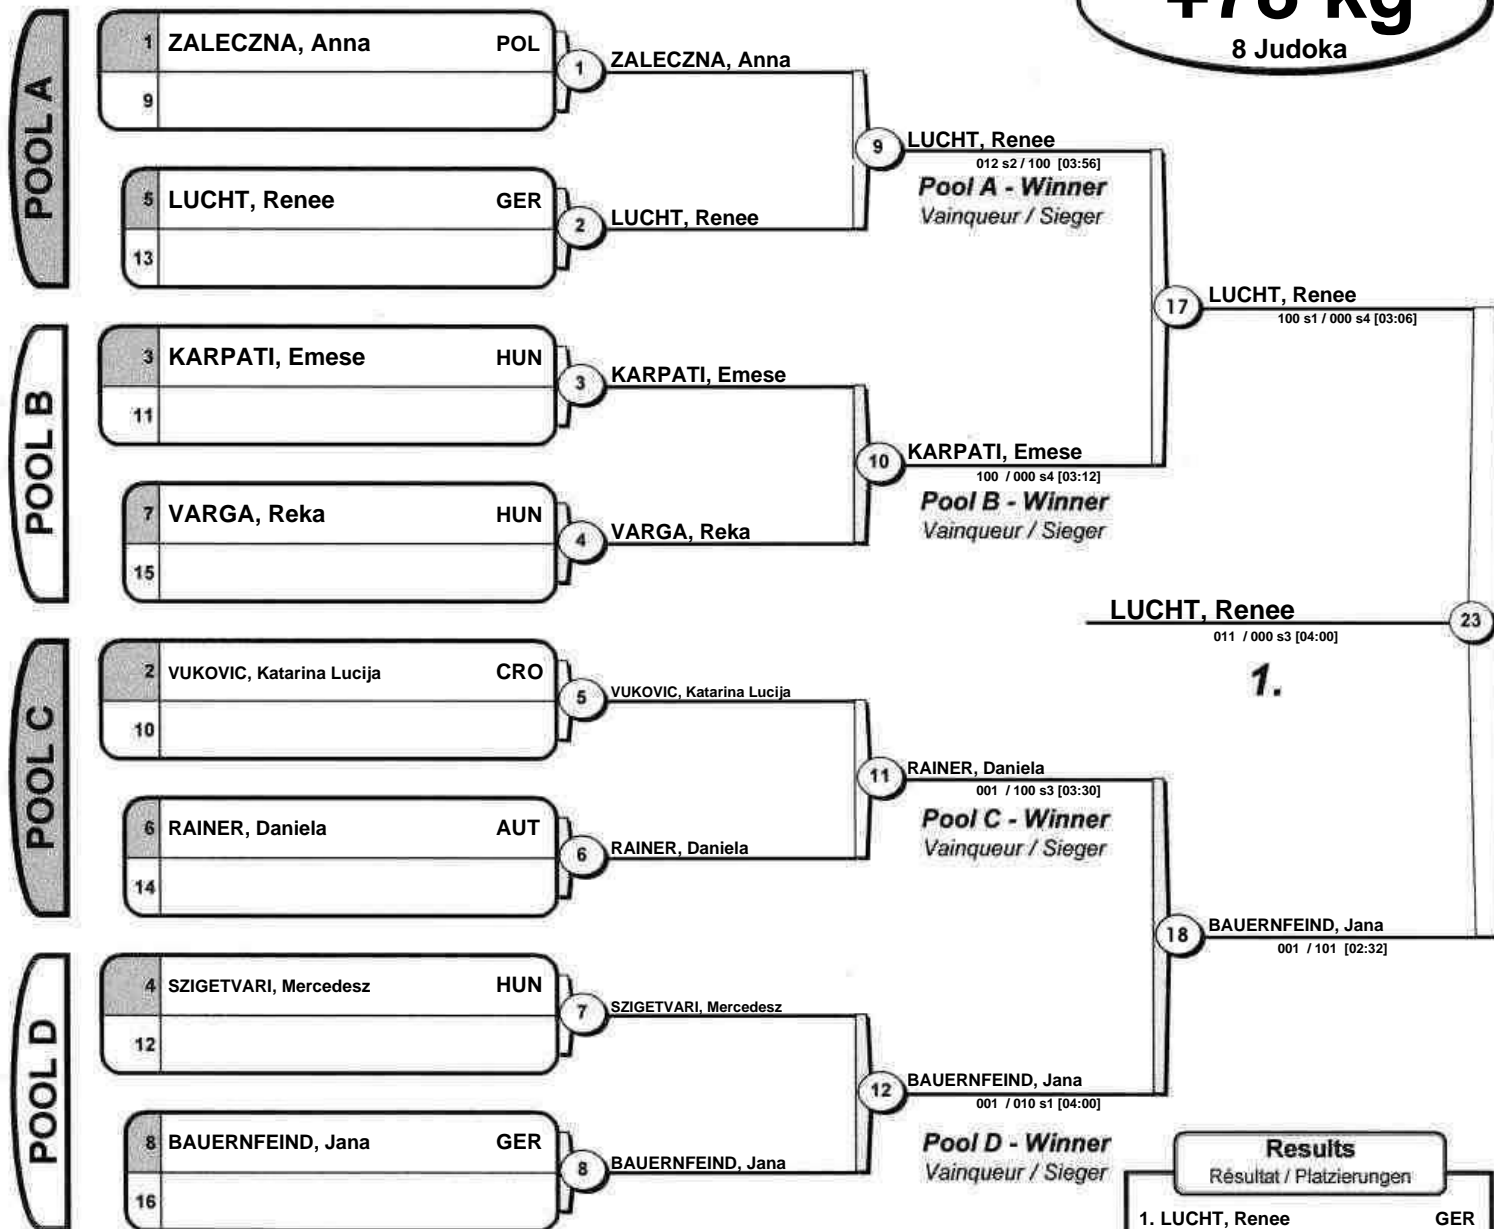 +78 kg
8 Judoka
POOL A
1 ZALECZNA, Anna POL
9
1
ZALECZNA, Anna
5 LUCHT, Renee GER
13
2
LUCHT, Renee
9
LUCHT, Renee
012 s2 / 100 [03:56]
Pool A - Winner
Vainqueur / Sieger
POOL B
3 KARPATI, Emese HUN
11
3
KARPATI, Emese
7 VARGA, Reka HUN
15
4
VARGA, Reka
10
KARPATI, Emese
100 / 000 s4 [03:12]
Pool B - Winner
Vainqueur / Sieger
17
LUCHT, Renee
100 s1 / 000 s4 [03:06]
LUCHT, Renee
011 / 000 s3 [04:00]
23
1.
POOL C
2 VUKOVIC, Katarina Lucija CRO
10
5
VUKOVIC, Katarina Lucija
6 RAINER, Daniela AUT
14
6
RAINER, Daniela
11
RAINER, Daniela
001 / 100 s3 [03:30]
Pool C - Winner
Vainqueur / Sieger
POOL D
4 SZIGETVARI, Mercedesz HUN
12
7
SZIGETVARI, Mercedesz
8 BAUERNFEIND, Jana GER
16
8
BAUERNFEIND, Jana
12
BAUERNFEIND, Jana
001 / 010 s1 [04:00]
Pool D - Winner
Vainqueur / Sieger
18
BAUERNFEIND, Jana
001 / 101 [02:32]
Results
Résultat / Platzierungen
1. LUCHT, Renee GER